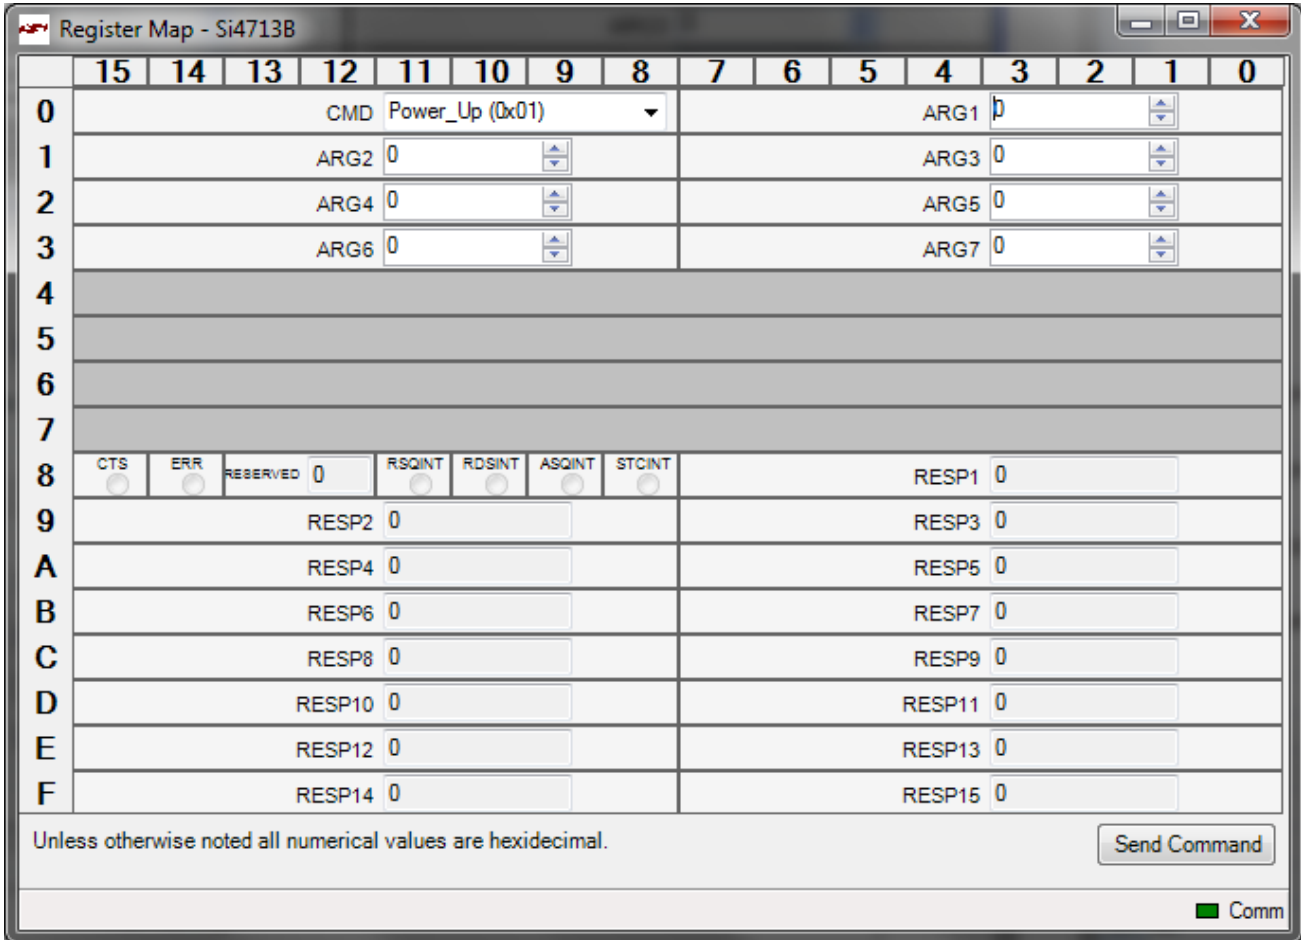 Register Map - Si4713B
15 14 13 12 11 10 9 8 7 6 5 4 3 2 1 0
0 CMD Power_Up (0x01) ARG1 0
1 ARG2 0 ARG3 0
2 ARG4 0 ARG5 0
3 ARG6 0 ARG7 0
4
5
6
7
8 CTS ERR RESERVED 0 RSQINT RDSINT ASQINT STCINT RESP1 0
9 RESP2 0 RESP3 0
A RESP4 0 RESP5 0
B RESP6 0 RESP7 0
C RESP8 0 RESP9 0
D RESP10 0 RESP11 0
E RESP12 0 RESP13 0
F RESP14 0 RESP15 0
Unless otherwise noted all numerical values are hexidecimal.
Send Command
Comm